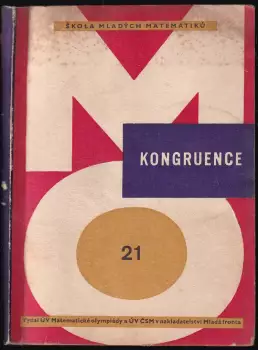 ŠKOLA MLADÝCH MATEMATIKŮ
KONGRUENCE
21
Vydal ÚV Matematické olympiády a ÚV ČSM v nakladatelství Mladá fronta